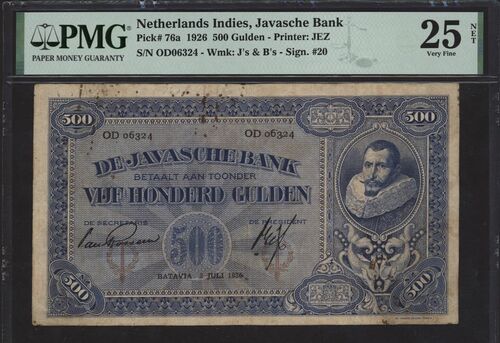 PMG
PAPER MONEY GUARANTY
Netherlands Indies, Javasche Bank
Pick# 76a 1926 500 Gulden - Printer: JEZ
S/N OD06324 - Wmk: J's & B's - Sign. #20
25 NET
Very Fine
500
500
OD 06324
OD 06324
DE JAVASCHE BANK
BETAALT AAN TOONDER
VIJF HONDERD GULDEN
DE SECRETARIS
DE PRESIDENT
500
BATAVIA 2 JULI 1926
500
500